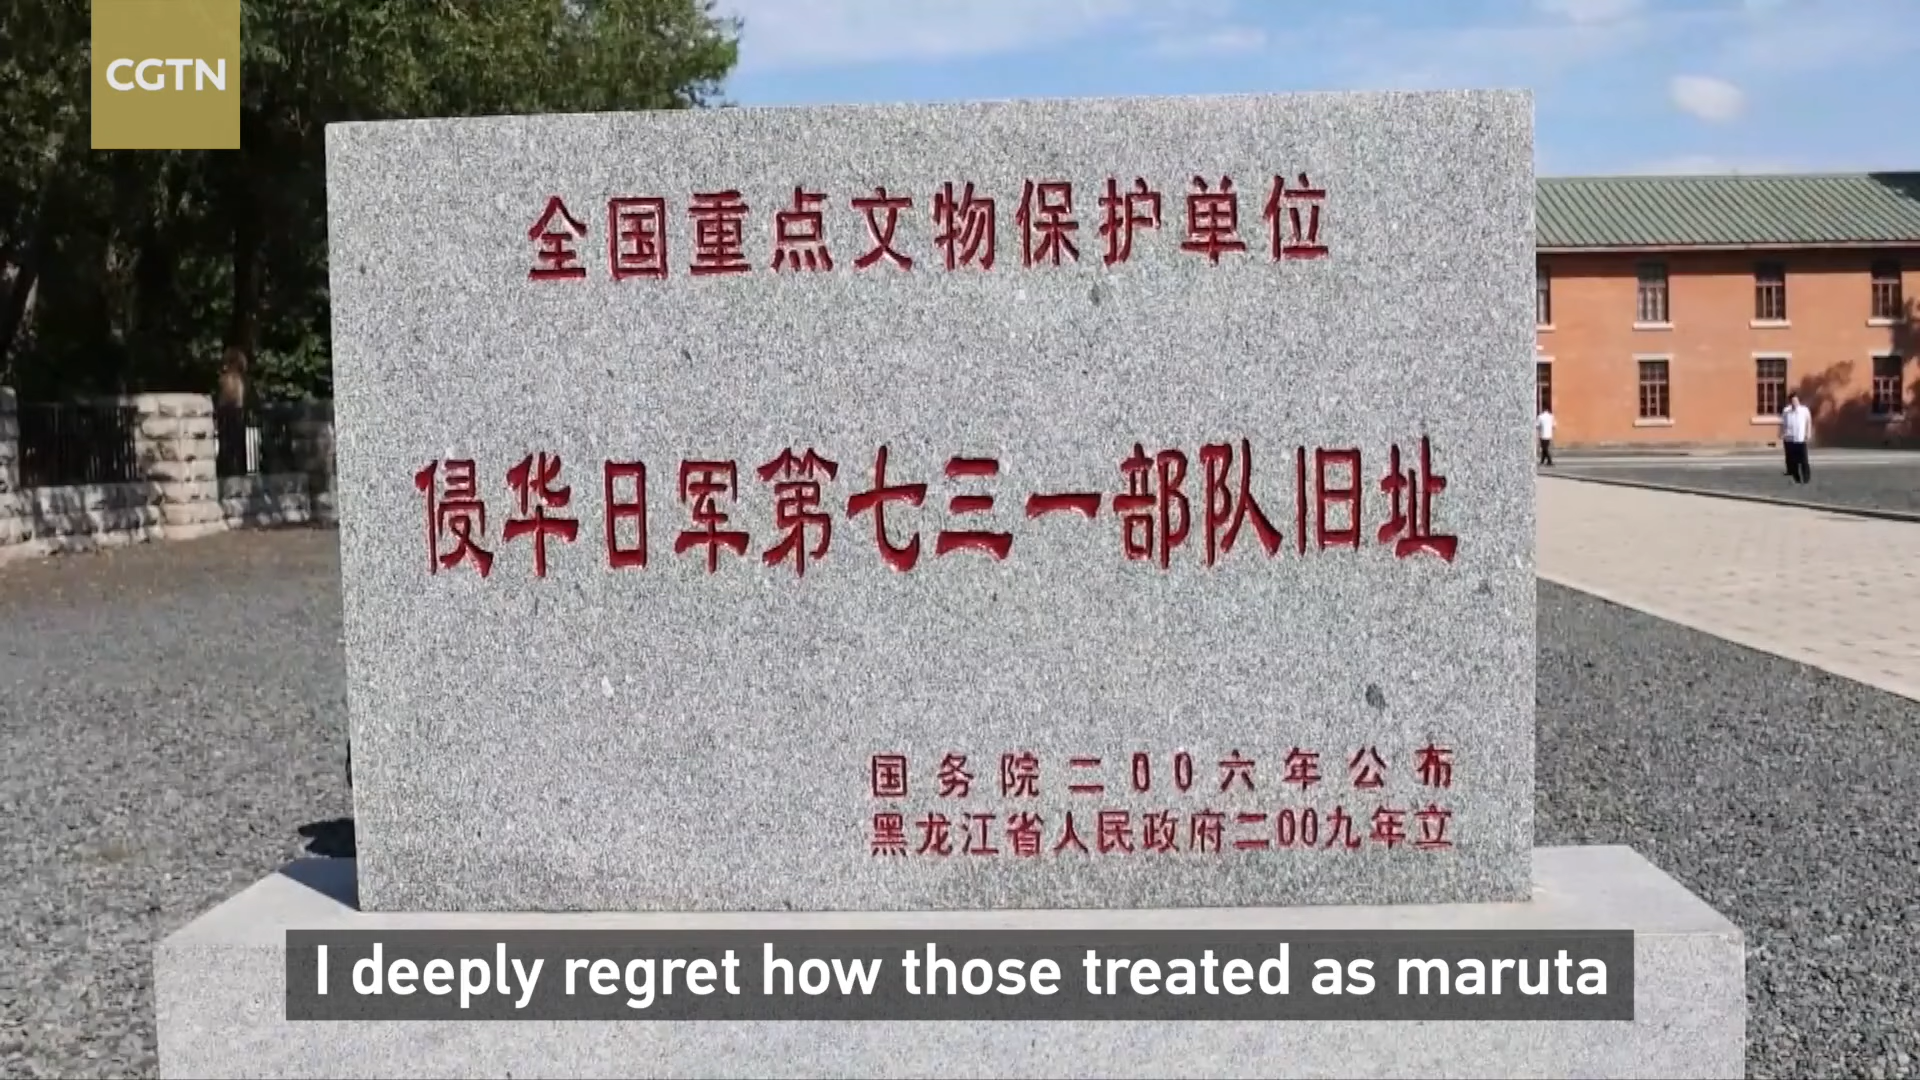 CGTN
全国重点文物保护单位
侵华日军第七三一部队旧址
国务院二00六年公布
黑龙江省人民政府二00九年立
I deeply regret how those treated as maruta